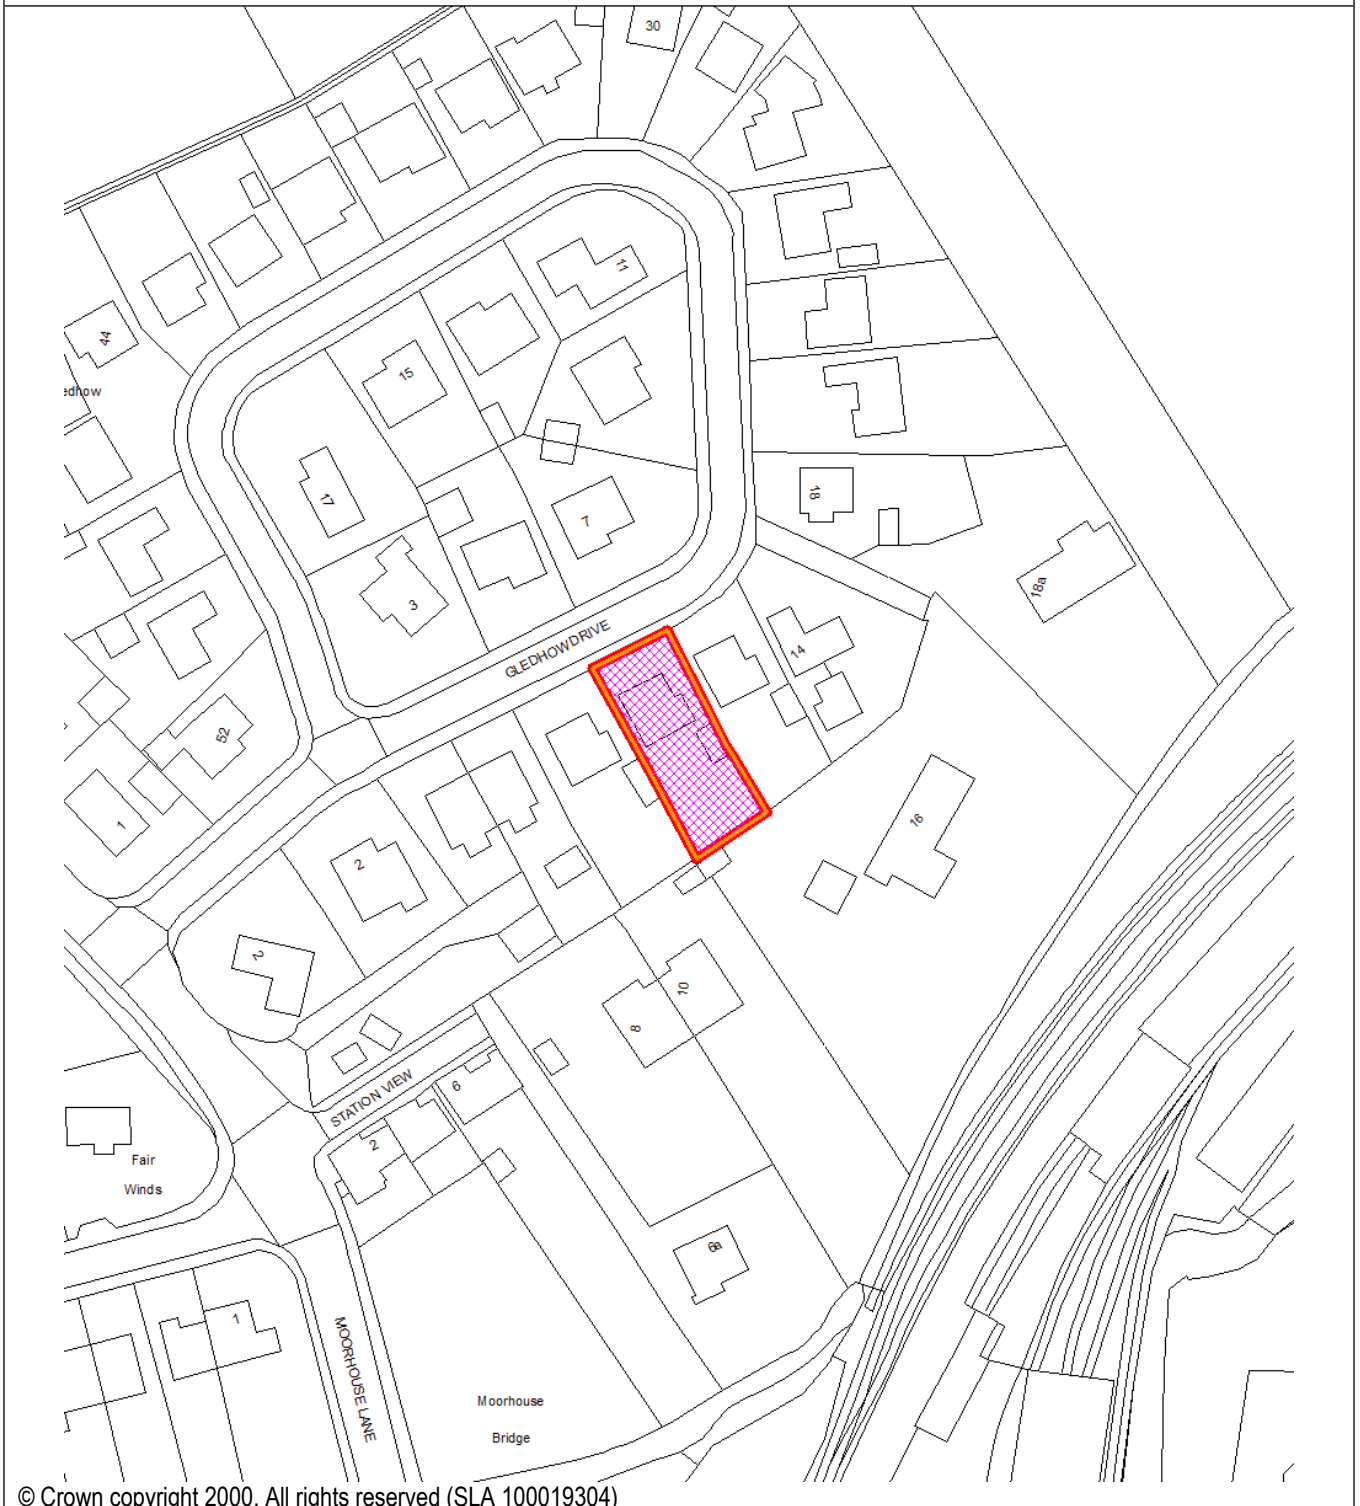 30
11
44
15
edhow
17
18
7
18a
3
GLEDHOW DRIVE
14
52
1
16
2
2
10
8
STATION VIEW
6
2
Fair
Winds
6a
1
MOORHOUSE LANE
Moorhouse
Bridge
© Crown copyright 2000. All rights reserved (SLA 100019304)